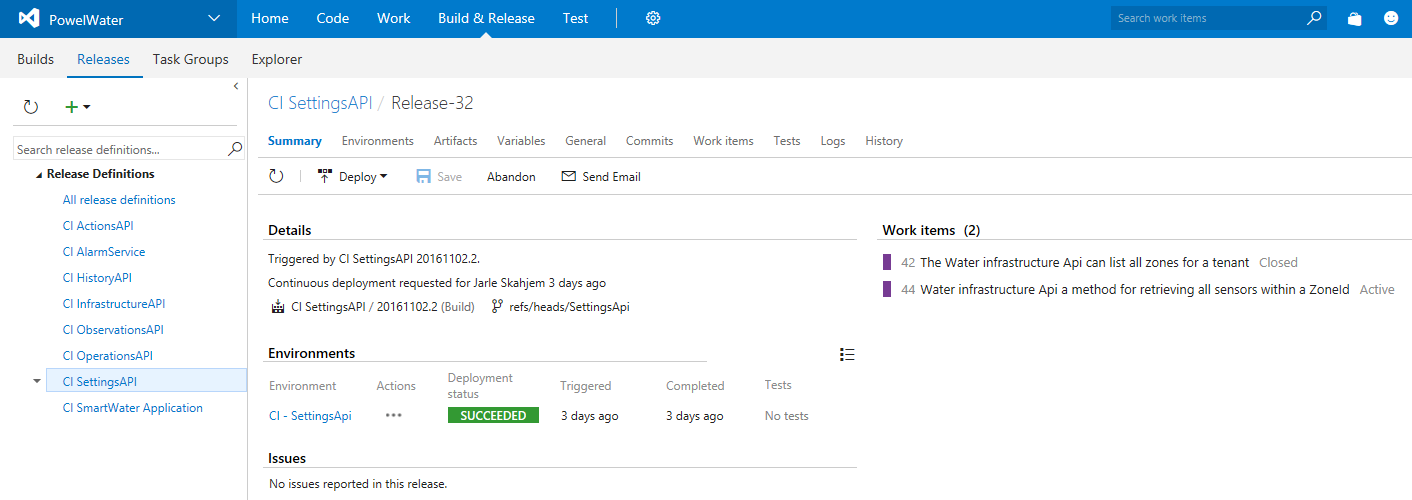 PowelWater Home Code Work Build & Release Test Search work items
Builds Releases Task Groups Explorer
Search release definitions...
Release Definitions
All release definitions
CI ActionsAPI
CI AlarmService
CI HistoryAPI
CI InfrastructureAPI
CI ObservationsAPI
CI OperationsAPI
CI SettingsAPI
CI SmartWater Application
CI SettingsAPI / Release-32
Summary Environments Artifacts Variables General Commits Work items Tests Logs History
Deploy Save Abandon Send Email
Details
Triggered by CI SettingsAPI 20161102.2.
Continuous deployment requested for Jarle Skahjem 3 days ago
CI SettingsAPI / 20161102.2 (Build) refs/heads/SettingsApi
Environments
Environment Actions Deployment status Triggered Completed Tests
CI - SettingsApi ••• SUCCEEDED 3 days ago 3 days ago No tests
Issues
No issues reported in this release.
Work items (2)
42 The Water infrastructure Api can list all zones for a tenant Closed
44 Water infrastructure Api a method for retrieving all sensors within a ZoneId Active